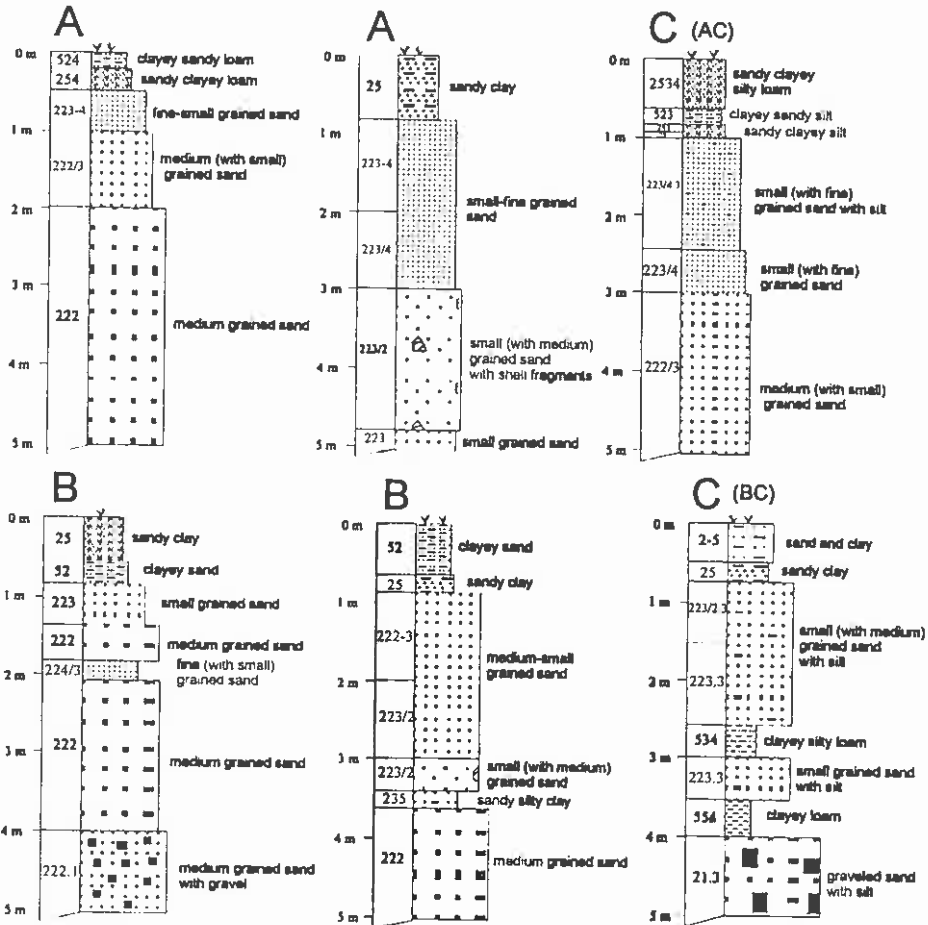 A
0 m
524
clayey sandy loam
254
sandy clayey loam
223-4
fine-small grained sand
1 m
222/3
medium (with small)
grained sand
2 m
222
medium grained sand
3 m
4 m
5 m
A
0 m
25
sandy clay
1 m
223-4
small-fine grained
sand
2 m
223/4
3 m
223/2
small (with medium)
grained sand
with shell fragments
4 m
223
small grained sand
5 m
C (AC)
0 m
2534
sandy clayey
silty loam
523
clayey sandy silt
sandy clayey silt
1 m
small (with fine)
grained sand with silt
2 m
223/4
small (with fine)
grained sand
3 m
222/3
medium (with small)
grained sand
4 m
5 m
B
0 m
25
sandy clay
52
clayey sand
1 m
223
small grained sand
222
medium grained sand
224/3
fine (with small)
grained sand
2 m
222
medium grained sand
3 m
4 m
222.1
medium grained sand
with gravel
5 m
B
0 m
52
clayey sand
25
sandy clay
1 m
222-3
medium-small
grained sand
2 m
223/2
3 m
223/2
small (with medium)
grained sand
235
sandy silty clay
4 m
222
medium grained sand
5 m
C (BC)
0 m
2-5
sand and clay
25
sandy clay
1 m
223/2.3
small (with medium)
grained sand
with silt
2 m
223.3
534
clayey silty loam
3 m
223.3
small grained sand
with silt
554
clayey loam
4 m
21.3
graveled sand
with silt
5 m